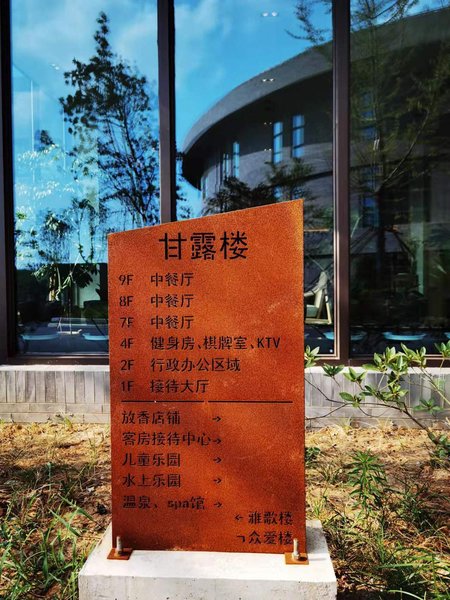 甘露楼
9F 中餐厅
8F 中餐厅
7F 中餐厅
4F 健身房、棋牌室、KTV
2F 行政办公区域
1F 接待大厅
放香店铺 →
客房接待中心→
儿童乐园 →
水上乐园 →
温泉、spa馆 →
← 雅歌楼
┐众爱楼